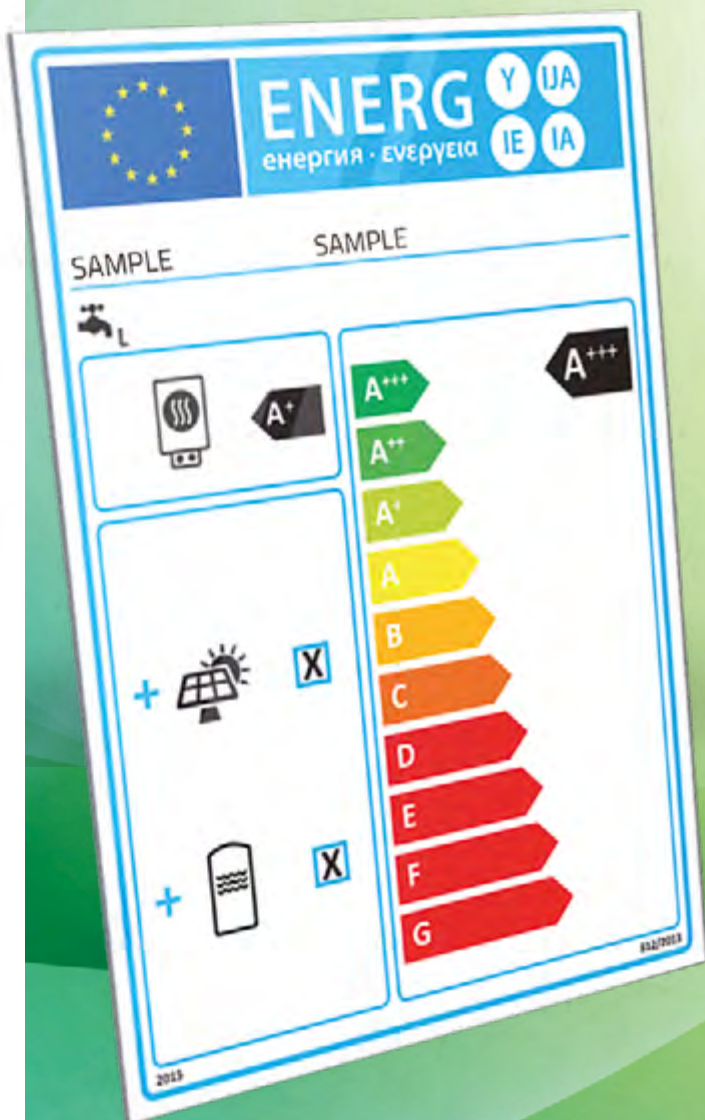 ENERG Y IJA
енергия · ενεργεια IE IA
SAMPLE SAMPLE
L
A+
A+++
A+++
A++
A+
A
B
C
D
E
F
G
X
X
2015
812/2013